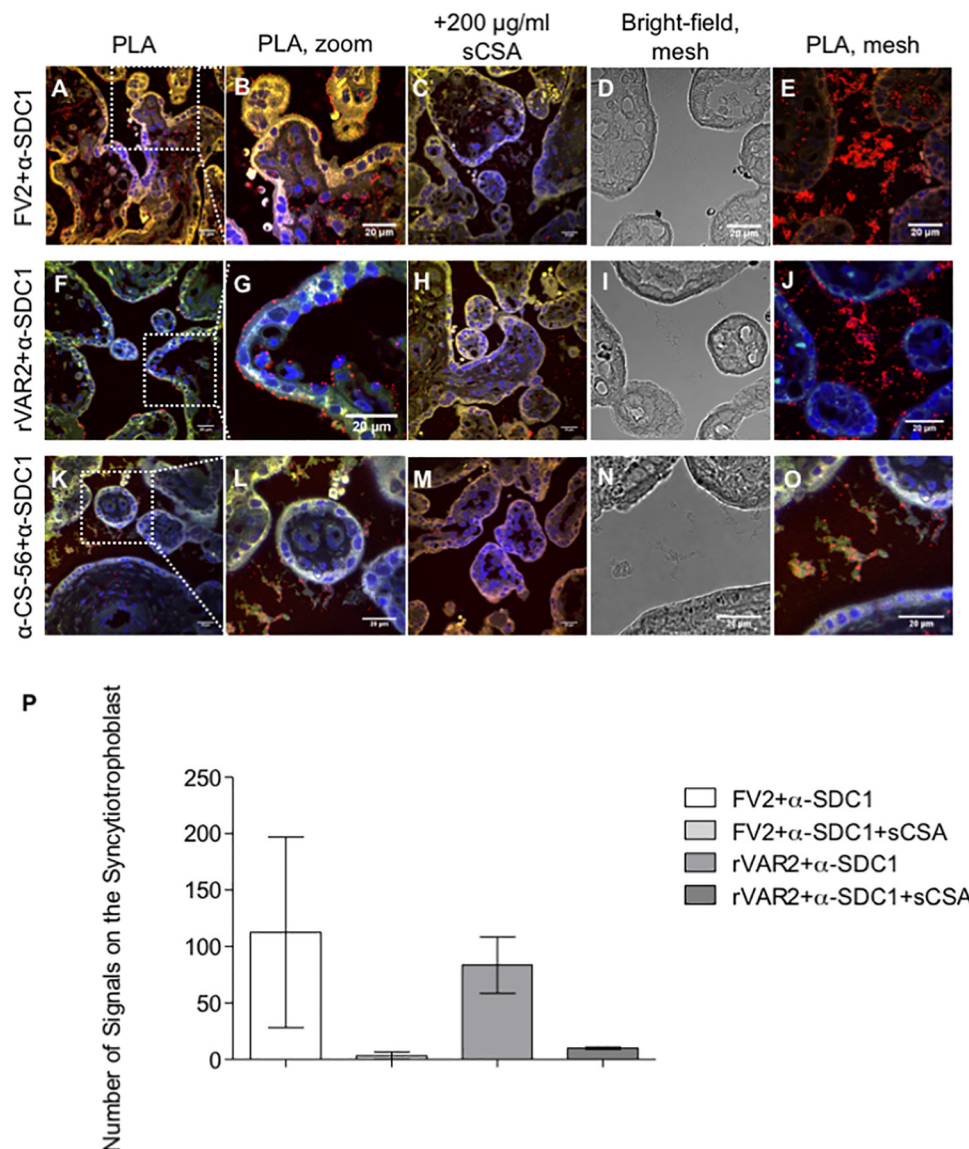 PLA
PLA, zoom
+200 µg/ml
sCSA
Bright-field,
mesh
PLA, mesh
FV2+α-SDC1
A
B
C
D
E
20 µm
20 µm
20 µm
rVAR2+α-SDC1
F
G
H
I
J
20 µm
20 µm
20 µm
α-CS-56+α-SDC1
K
L
M
N
O
20 µm
20 µm
20 µm
P
Number of Signals on the Syncytiotrophoblast
250
200
150
100
50
0
FV2+α-SDC1
FV2+α-SDC1+sCSA
rVAR2+α-SDC1
rVAR2+α-SDC1+sCSA